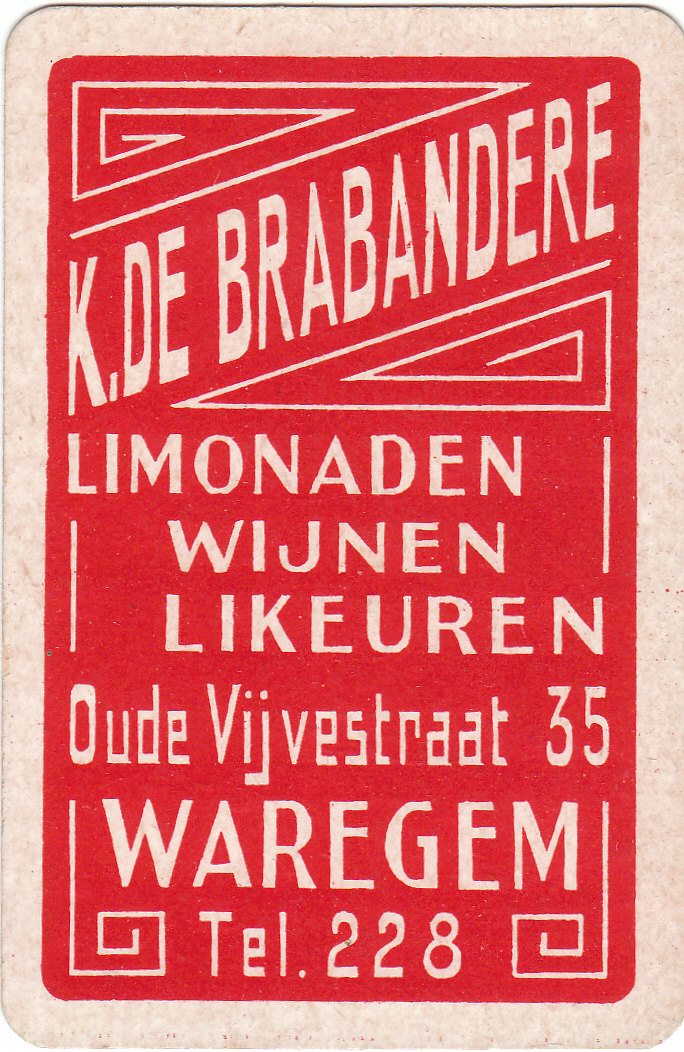 K. DE BRABANDERE
LIMONADEN
WIJNEN
LIKEUREN
Oude Vijvestraat 35
WAREGEM
Tel. 228